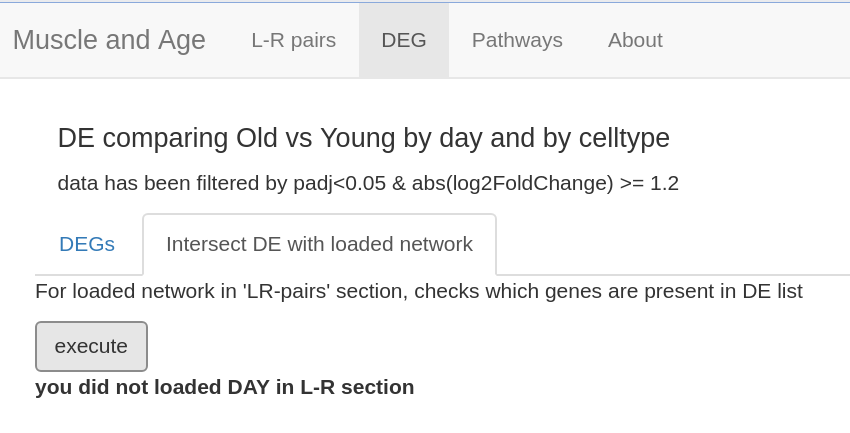 Muscle and Age L-R pairs DEG Pathways About
DE comparing Old vs Young by day and by celltype
data has been filtered by padj<0.05 & abs(log2FoldChange) >= 1.2
DEGs Intersect DE with loaded network
For loaded network in 'LR-pairs' section, checks which genes are present in DE list
execute
you did not loaded DAY in L-R section